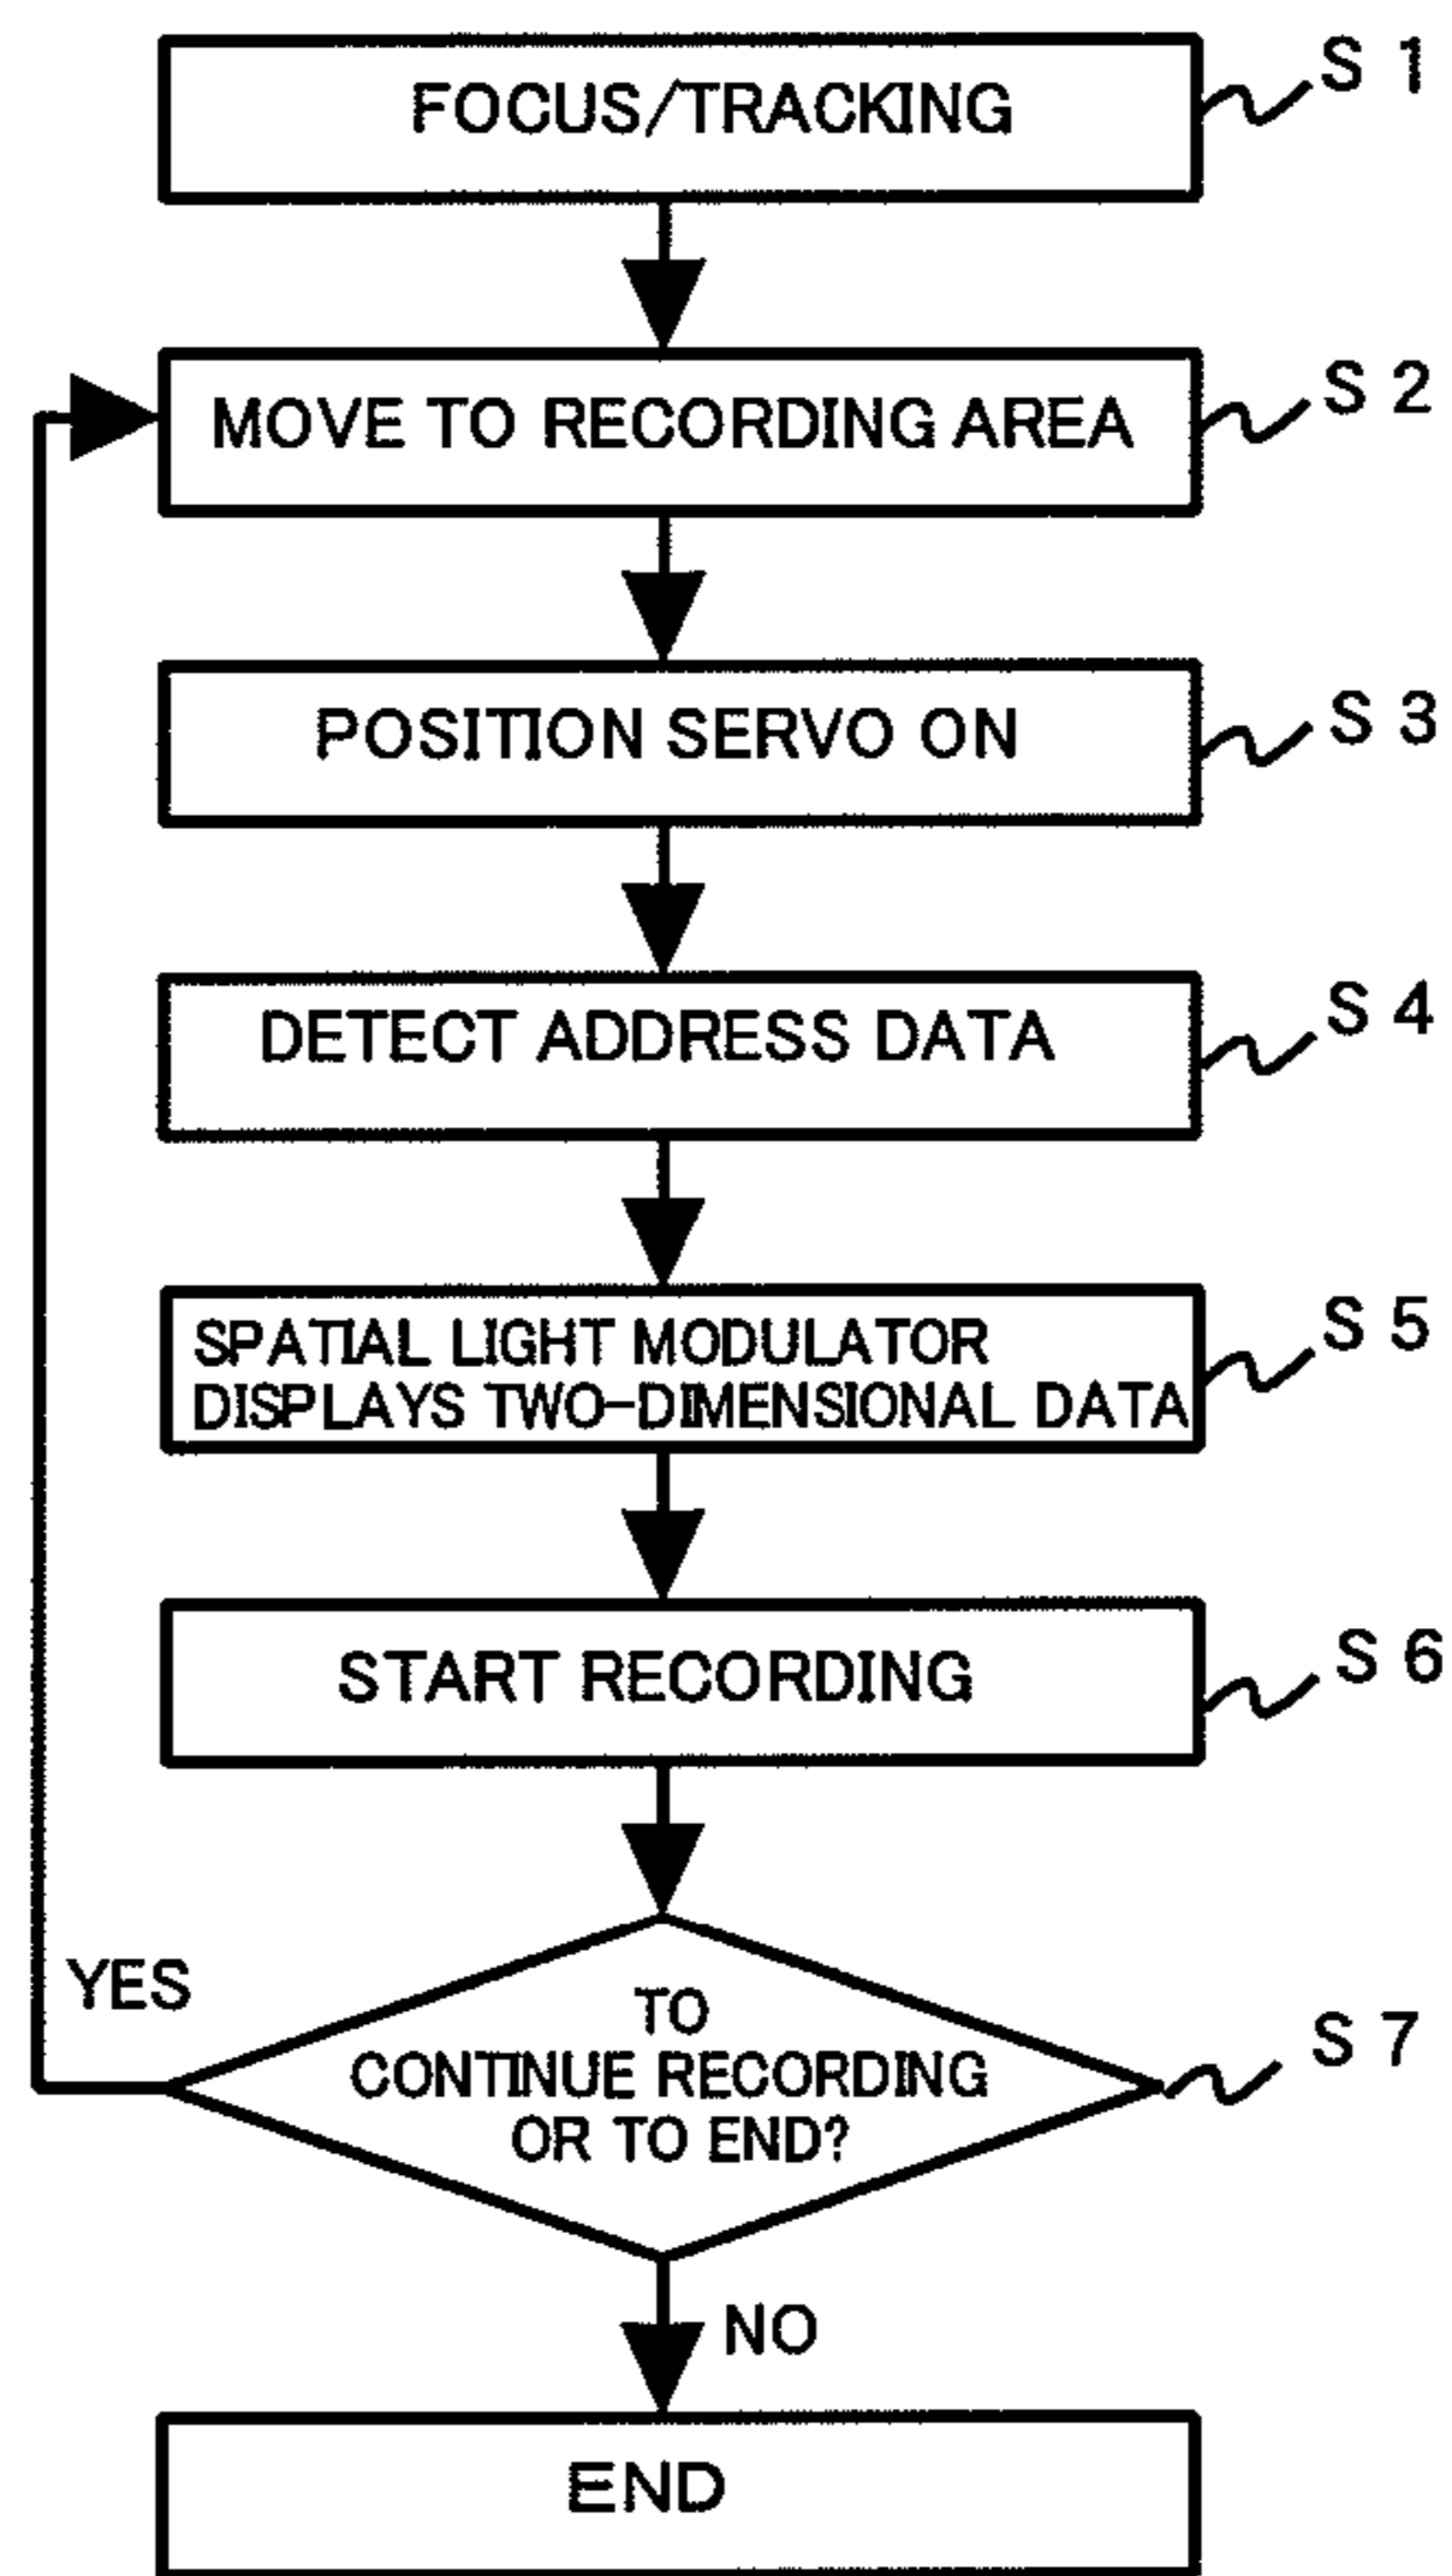 FOCUS/TRACKING
S 1
MOVE TO RECORDING AREA
S 2
POSITION SERVO ON
S 3
DETECT ADDRESS DATA
S 4
SPATIAL LIGHT MODULATOR
DISPLAYS TWO-DIMENSIONAL DATA
S 5
START RECORDING
S 6
YES
TO
CONTINUE RECORDING
OR TO END?
S 7
NO
END